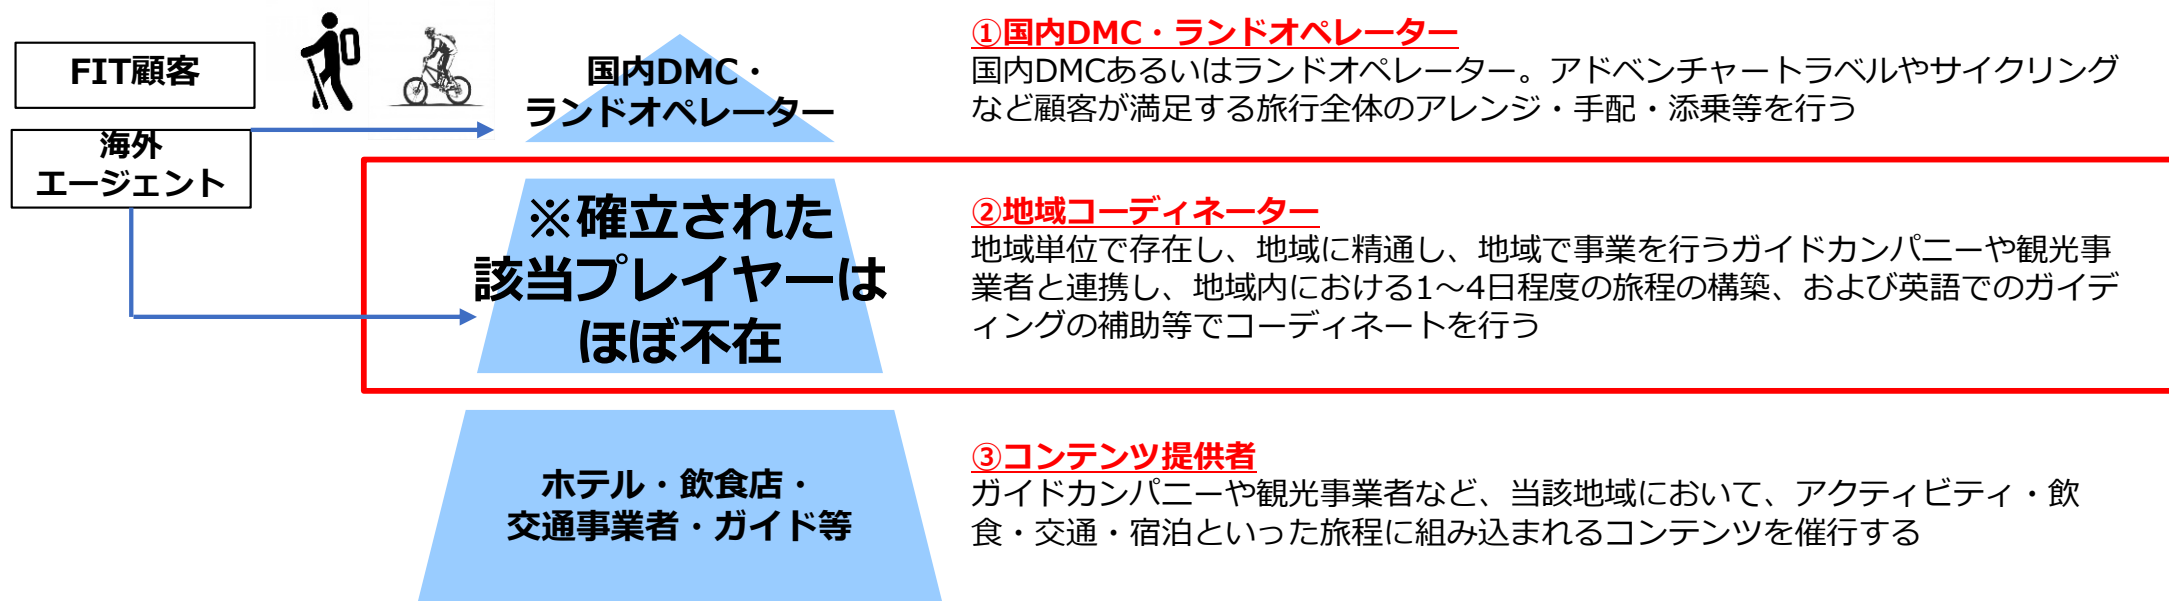 FIT顧客
海外
エージェント
国内DMC・
ランドオペレーター
①国内DMC・ランドオペレーター
国内DMCあるいはランドオペレーター。アドベンチャートラベルやサイクリング
など顧客が満足する旅行全体のアレンジ・手配・添乗等を行う
※確立された
該当プレイヤーは
ほぼ不在
②地域コーディネーター
地域単位で存在し、地域に精通し、地域で事業を行うガイドカンパニーや観光事
業者と連携し、地域内における1～4日程度の旅程の構築、および英語でのガイデ
ィングの補助等でコーディネートを行う
ホテル・飲食店・
交通事業者・ガイド等
③コンテンツ提供者
ガイドカンパニーや観光事業者など、当該地域において、アクティビティ・飲
食・交通・宿泊といった旅程に組み込まれるコンテンツを催行する